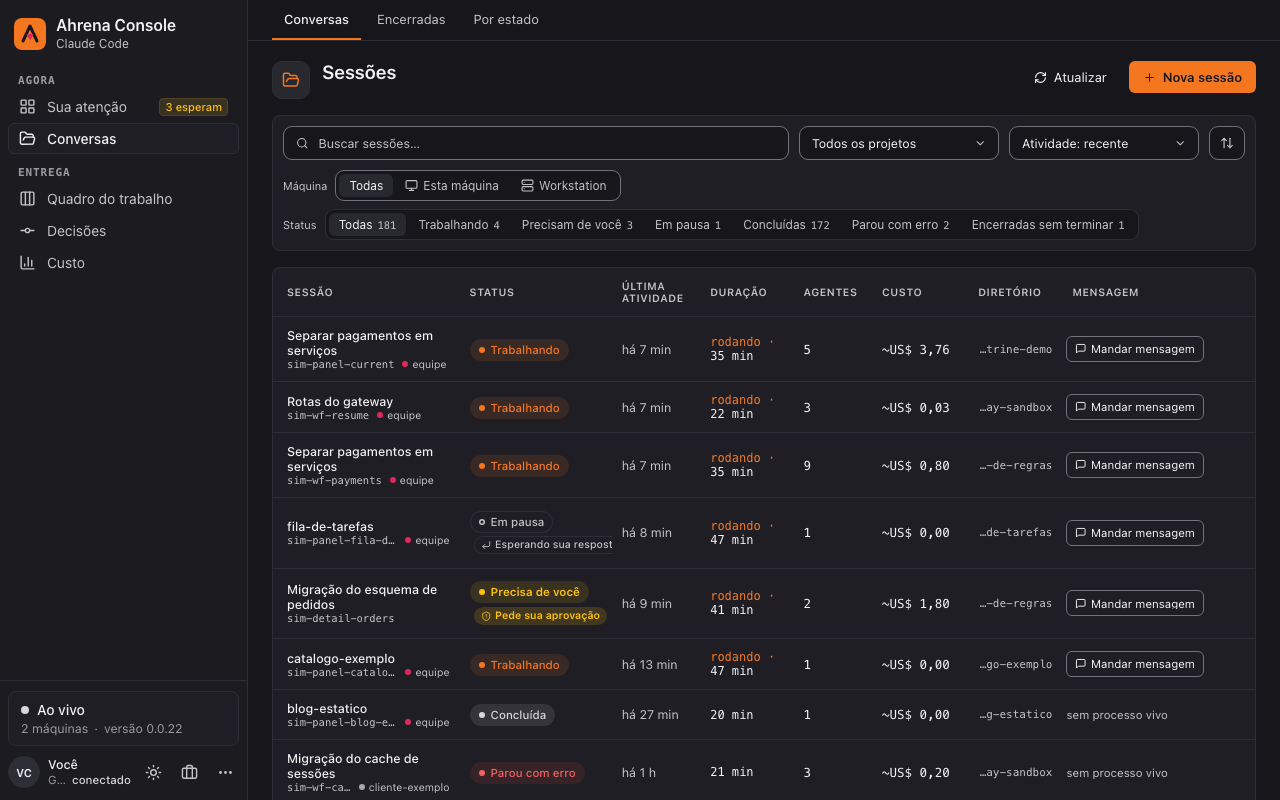 Ahrena Console
Claude Code
AGORA
Sua atenção 3 esperam
Conversas
ENTREGA
Quadro do trabalho
Decisões
Custo
Ao vivo
2 máquinas · versão 0.0.22
VC Você
G… conectado
Conversas Encerradas Por estado
Sessões
Atualizar
Nova sessão
Buscar sessões…
Todos os projetos
Atividade: recente
Máquina Todas Esta máquina Workstation
Status Todas 181 Trabalhando 4 Precisam de você 3 Em pausa 1 Concluídas 172 Parou com erro 2 Encerradas sem terminar 1
SESSÃO STATUS ÚLTIMA ATIVIDADE DURAÇÃO AGENTES CUSTO DIRETÓRIO MENSAGEM
Separar pagamentos em serviços
sim-panel-current equipe
Trabalhando há 7 min rodando · 35 min 5 ~US$ 3,76 …trine-demo Mandar mensagem
Rotas do gateway
sim-wf-resume equipe
Trabalhando há 7 min rodando · 22 min 3 ~US$ 0,03 …ay-sandbox Mandar mensagem
Separar pagamentos em serviços
sim-wf-payments equipe
Trabalhando há 7 min rodando · 35 min 9 ~US$ 0,80 …-de-regras Mandar mensagem
fila-de-tarefas
sim-panel-fila-d… equipe
Em pausa
Esperando sua respost
há 8 min rodando · 47 min 1 ~US$ 0,00 …de-tarefas Mandar mensagem
Migração do esquema de pedidos
sim-detail-orders
Precisa de você
Pede sua aprovação
há 9 min rodando · 41 min 2 ~US$ 1,80 …-de-regras Mandar mensagem
catalogo-exemplo
sim-panel-catalo… equipe
Trabalhando há 13 min rodando · 47 min 1 ~US$ 0,00 …go-exemplo Mandar mensagem
blog-estatico
sim-panel-blog-e… equipe
Concluída há 27 min 20 min 1 ~US$ 0,00 …g-estatico sem processo vivo
Migração do cache de sessões
sim-wf-ca… cliente-exemplo
Parou com erro há 1 h 21 min 3 ~US$ 0,20 …ay-sandbox sem processo vivo